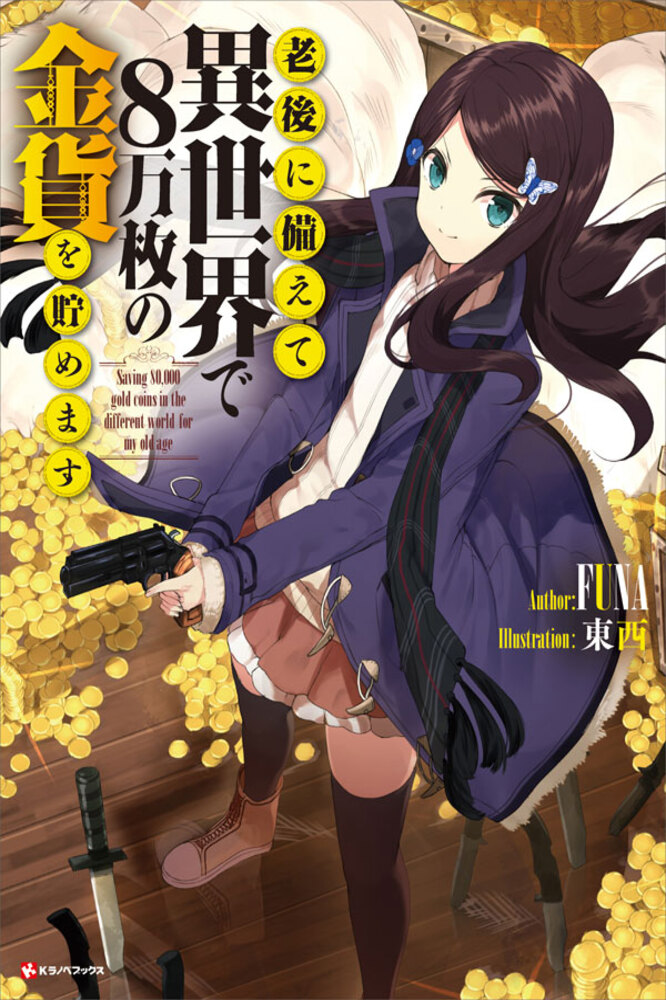 老後に備えて
異世界で
8万枚の
金貨
を貯めます
Saving 80,000
gold coins in the
different world for
my old age
Author:FUNA
Illustration: 東西
Kラノベブックス